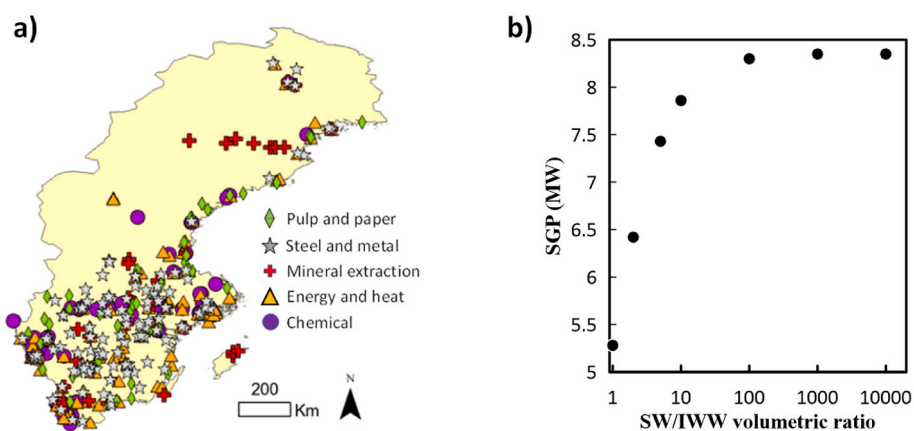 a)
Pulp and paper
Steel and metal
Mineral extraction
Energy and heat
Chemical
200
Km
N
b)
8.5
8
7.5
7
6.5
6
5.5
5
SGP (MW)
1 10 100 1000 10000
SW/IWW volumetric ratio